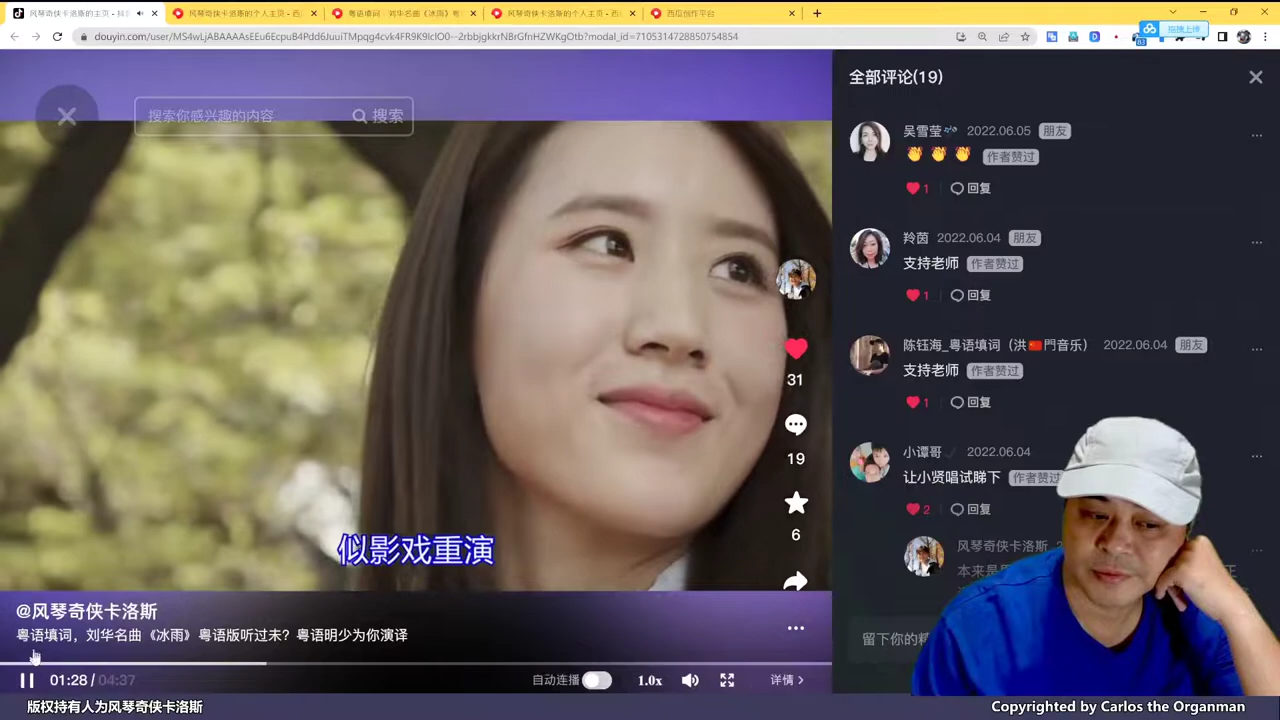 风琴奇侠卡洛斯的主页 - 抖
风琴奇侠卡洛斯的个人主页 - 西
粤语填词，刘华名曲《冰雨》粤
风琴奇侠卡洛斯的个人主页 - 西
西瓜创作平台
拖拽上传
83
搜索你感兴趣的内容
搜索
全部评论(19)
吴雪莹
2022.06.05
朋友
👏👏👏
作者赞过
1
回复
羚茵
2022.06.04
朋友
支持老师
作者赞过
1
回复
陈钰海_粤语填词（洪🇨🇳門音乐）
2022.06.04
朋友
支持老师
作者赞过
1
回复
小谭哥
2022.06.04
让小贤唱试睇下
作者赞过
2
回复
风琴奇侠卡洛斯
本来是
留下你的精
31
19
6
似影戏重演
@风琴奇侠卡洛斯
粤语填词，刘华名曲《冰雨》粤语版听过未？粤语明少为你演译
01:28 / 04:37
自动连播
1.0x
详情
版权持有人为风琴奇侠卡洛斯
Copyrighted by Carlos the Organman